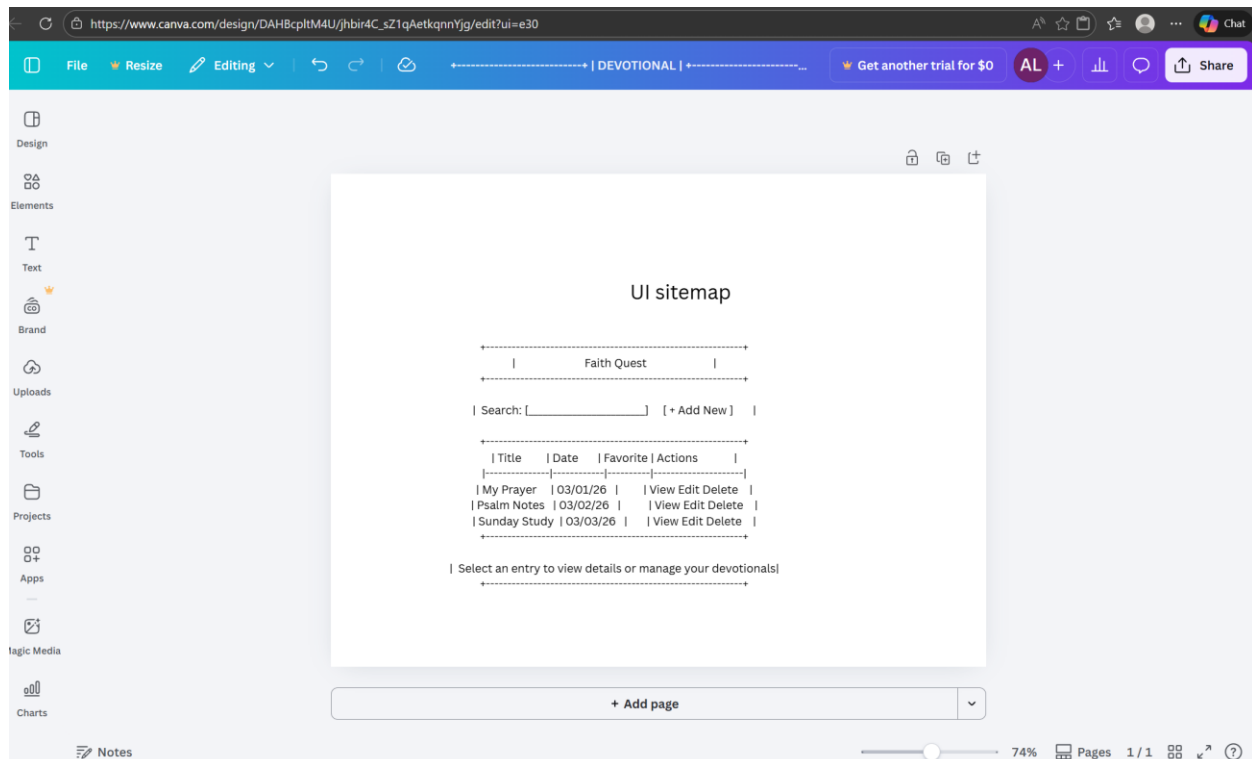 https://www.canva.com/design/DAHBcpltM4U/jhbir4C_sZ1qAetkqnnYjg/edit?ui=e30
Chat
File Resize Editing +----------------------------+ | DEVOTIONAL | +-----------------------... Get another trial for $0 AL + Share
Design
Elements
Text
Brand
Uploads
Tools
Projects
Apps
Magic Media
Charts
UI sitemap
+-----------------------------------------------------------+
| Faith Quest |
+-----------------------------------------------------------+
| Search: [____________________] [ + Add New ] |
+-----------------------------------------------------------+
| Title | Date | Favorite | Actions |
|---------------|-----------|----------|---------------------|
| My Prayer | 03/01/26 | | View Edit Delete |
| Psalm Notes | 03/02/26 | | View Edit Delete |
| Sunday Study | 03/03/26 | | View Edit Delete |
+-----------------------------------------------------------+
| Select an entry to view details or manage your devotionals|
+-----------------------------------------------------------+
+ Add page
Notes 74% Pages 1/1